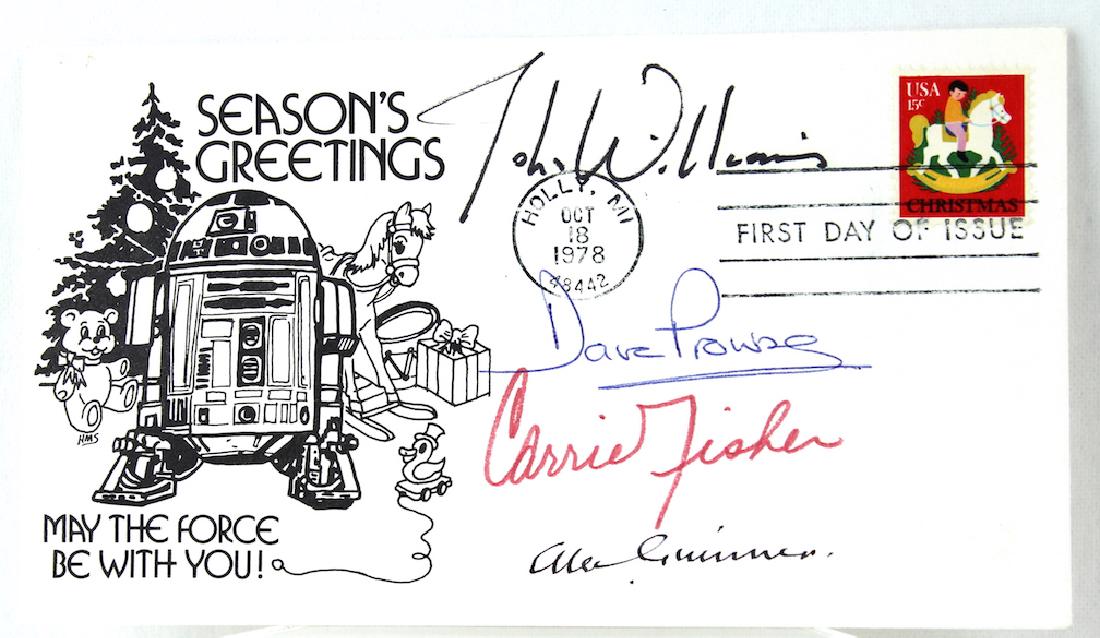 SEASON'S
GREETINGS
HAAS
MAY THE FORCE
BE WITH YOU!
John Williams
USA
15c
CHRISTMAS
HOLLY, MI
OCT
18
1978
48442
FIRST DAY OF ISSUE
Dave Prowse
Carrie Fisher
Alec Guinness.